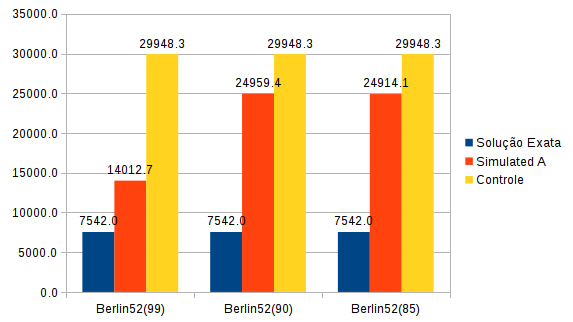 35000.0
30000.0
25000.0
20000.0
15000.0
10000.0
5000.0
0.0
29948.3 29948.3 29948.3
24959.4 24914.1
14012.7
7542.0 7542.0 7542.0
Berlin52(99) Berlin52(90) Berlin52(85)
Solução Exata
Simulated A
Controle